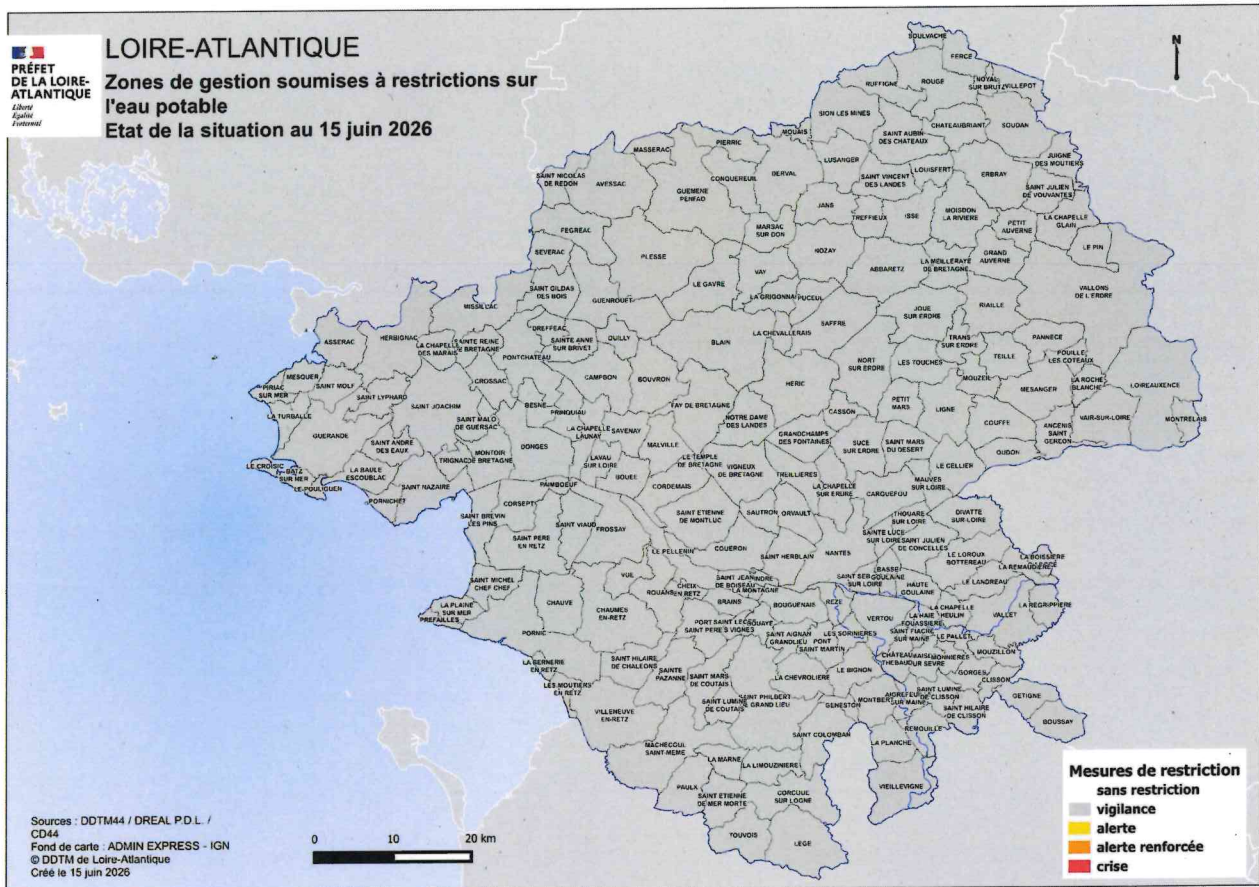 PRÉFET
DE LA LOIRE-
ATLANTIQUE
Liberté
Égalité
Fraternité
LOIRE-ATLANTIQUE
Zones de gestion soumises à restrictions sur
l'eau potable
Etat de la situation au 15 juin 2026
N
SOULVACHE
FERCE
RUFFIGNE
ROUGE
NOYAL
SUR BRUTZ
VILLEPOT
SION LES MINES
CHATEAUBRIANT
SOUDAN
MOUAIS
SAINT AUBIN
DES CHATEAUX
PIERRIC
MASSERAC
LUSANGER
JUIGNE
DES MOUTIERS
SAINT NICOLAS
DE REDON
AVESSAC
CONQUEREUIL
DERVAL
SAINT VINCENT
DES LANDES
LOUISFERT
ERBRAY
GUEMENE
PENFAO
SAINT JULIEN
DE VOUVANTES
JANS
TREFFIEUX
ISSE
MOISDON
LA RIVIERE
PETIT
AUVERNE
LA CHAPELLE
GLAIN
FEGREAC
MARSAC
SUR DON
LE PIN
SEVERAC
PLESSE
NOZAY
GRAND
AUVERNE
ABBARETZ
LA MEILLERAYE
DE BRETAGNE
VAY
SAINT GILDAS
DES BOIS
LE GAVRE
LA GRIGONNA
PUCEUL
VALLONS
DE L'ERDRE
MISSILLAC
GUENROUET
RIAILLE
SAFFRE
JOUE
SUR ERDRE
DREFFEAC
LA CHEVALLERAIS
ASSERAC
HERBIGNAC
LA CHAPELLE
DES MARAIS
SAINTE REINE
DE BRETAGNE
SAINTE ANNE
SUR BRIVET
QUILLY
BLAIN
TRANS
SUR ERDRE
PANNECE
PONTCHATEAU
TEILLE
POUILLE
LES COTEAUX
NORT
SUR ERDRE
LES TOUCHES
MESQUER
CAMPBON
BOUVRON
HERIC
MOUZEIL
MESANGER
LA ROCHE
BLANCHE
LOIREAUXENCE
PIRIAC
SUR MER
SAINT MOLF
CROSSAC
SAINT LYPHARD
BESNE
PRINQUIAU
FAY DE BRETAGNE
PETIT
MARS
LIGNE
LA TURBALLE
SAINT JOACHIM
SAINT MALO
DE GUERSAC
LA CHAPELLE
LAUNAY
SAVENAY
NOTRE DAME
DES LANDES
CASSON
COUFFE
VAIR-SUR-LOIRE
MONTRELAIS
GUERANDE
SAINT ANDRE
DES EAUX
DONGES
MALVILLE
GRANDCHAMPS
DES FONTAINES
ANCENIS
SAINT
GEREON
SUCE
SUR ERDRE
SAINT MARS
DU DESERT
OUDON
LE CROISIC
BATZ
SUR MER
LA BAULE
ESCOUBLAC
TRIGNAC
MONTOIR
DE BRETAGNE
LAVAU
SUR LOIRE
BOUEE
LE TEMPLE
DE BRETAGNE
VIGNEUX
DE BRETAGNE
TREILLIERES
LE CELLIER
LE POULIGUEN
PORNICHET
SAINT NAZAIRE
PAIMBOEUF
CORDEMAIS
LA CHAPELLE
SUR ERDRE
CARQUEFOU
MAUVES
SUR LOIRE
CORSEPT
SAINT BREVIN
LES PINS
SAINT VIAUD
FROSSAY
SAINT ETIENNE
DE MONTLUC
SAUTRON
ORVAULT
THOUARE
SUR LOIRE
DIVATTE
SUR-LOIRE
SAINT PERE
EN RETZ
SAINTE LUCE
SUR LOIRE
SAINT JULIEN
DE CONCELLES
LE PELLERIN
COUERON
SAINT HERBLAIN
NANTES
LE LOROUX
BOTTEREAU
LA BOISSIERE
LA REMAUDIERE
SAINT MICHEL
CHEF CHEF
VUE
ROUANS
CHEIX
EN RETZ
SAINT JEAN
DE BOISEAU
INDRE
LA MONTAGNE
SAINT SEB
SUR LOIRE
BASSE
GOULAINE
HAUTE
GOULAINE
LE LANDREAU
LA PLAINE
SUR MER
PREFAILLES
CHAUVE
CHAUMES
EN-RETZ
BRAINS
BOUGUENAIS
REZE
VERTOU
LA HAIE
FOUASSIERE
LA CHAPELLE
HEULIN
VALLET
LA REGRIPPIERE
PORNIC
PORT SAINT
SAINT PERE
BOUAYE
SAINT AIGNAN
GRANDLIEU
PONT
SAINT MARTIN
LES SORINIERES
SAINT FIACRE
SUR MAINE
LE PALLET
MOUZILLON
LA BERNERIE
EN RETZ
SAINT HILAIRE
DE CHALEONS
SAINTE
PAZANNE
SAINT MARS
DE COUTAIS
LA CHEVROLIERE
LE BIGNON
CHATEAU
THEBAUD
MAISD
SUR SEVRE
MONNIERES
GORGES
CLISSON
LES MOUTIERS
EN RETZ
SAINT LUMINE
DE COUTAIS
SAINT PHILBERT
DE GRAND LIEU
GENESTON
MONTBERT
AIGREFEUI
SUR MAINE
SAINT LUMINE
DE CLISSON
GETIGNE
VILLENEUVE
EN-RETZ
SAINT HILAIRE
DE CLISSON
BOUSSAY
REMOUILLE
SAINT COLOMBAN
LA PLANCHE
MACHECOUL
SAINT-MEME
LA MARNE
LA LIMOUZINIERE
VIEILLEVIGNE
PAULX
SAINT ETIENNE
DE MER MORTE
CORCOUE
SUR LOGNE
TOUVOIS
LEGE
Mesures de restriction
sans restriction
vigilance
alerte
alerte renforcée
crise
Sources : DDTM44 / DREAL P.D.L. /
CD44
Fond de carte : ADMIN EXPRESS - IGN
© DDTM de Loire-Atlantique
Créé le 15 juin 2026
0 10 20 km